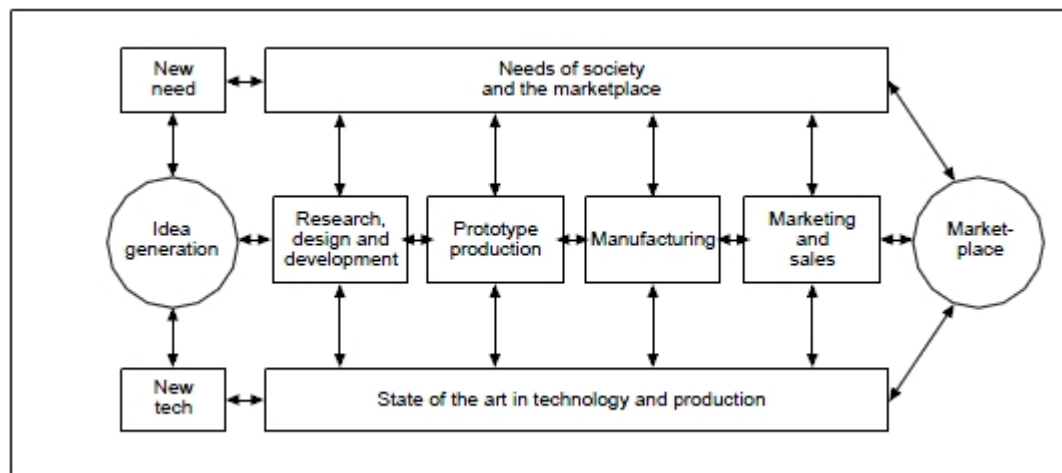 New
need
Needs of society
and the marketplace
Idea
generation
Research,
design and
development
Prototype
production
Manufacturing
Marketing
and
sales
Market-
place
New
tech
State of the art in technology and production